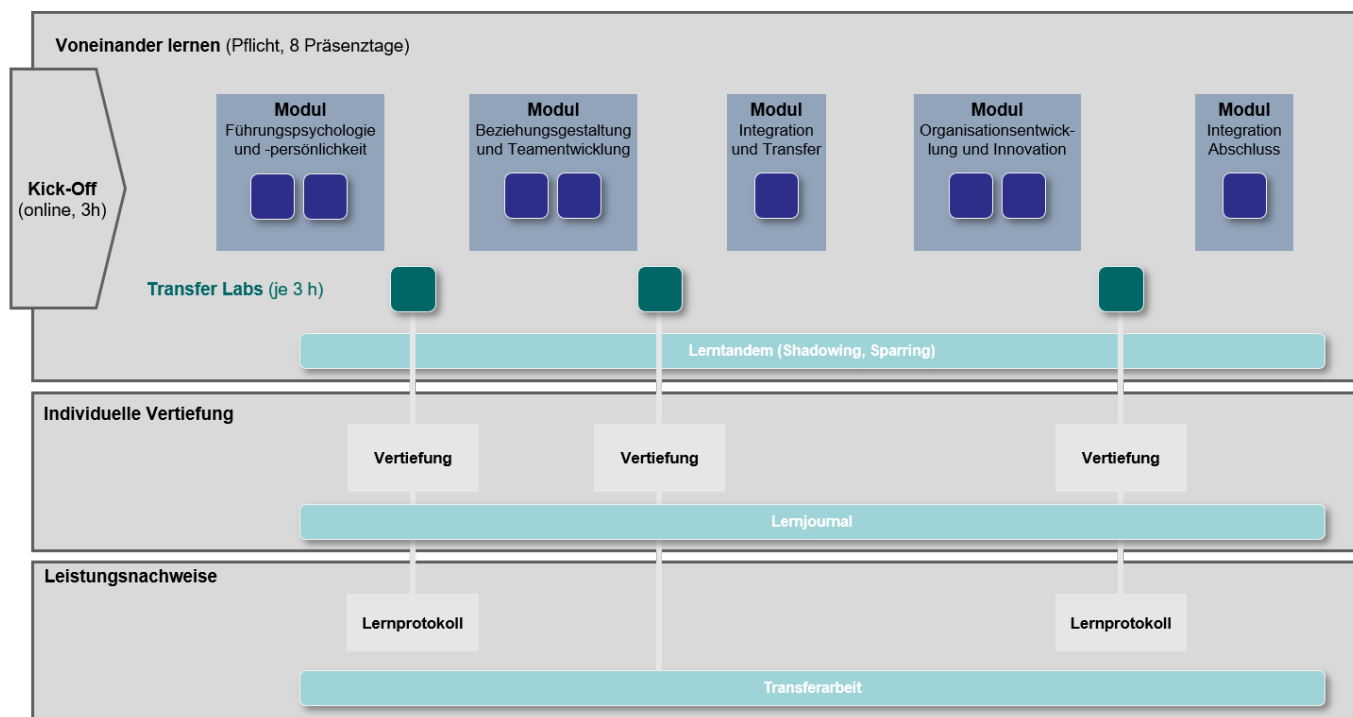 Voneinander lernen (Pflicht, 8 Präsenztage)
Kick-Off
(online, 3h)
Modul
Führungspsychologie
und -persönlichkeit
Modul
Beziehungsgestaltung
und Teamentwicklung
Modul
Integration
und Transfer
Modul
Organisationsentwick-
lung und Innovation
Modul
Integration
Abschluss
Transfer Labs (je 3 h)
Lerntandem (Shadowing, Sparring)
Individuelle Vertiefung
Vertiefung
Vertiefung
Vertiefung
Lernjournal
Leistungsnachweise
Lernprotokoll
Lernprotokoll
Transferarbeit